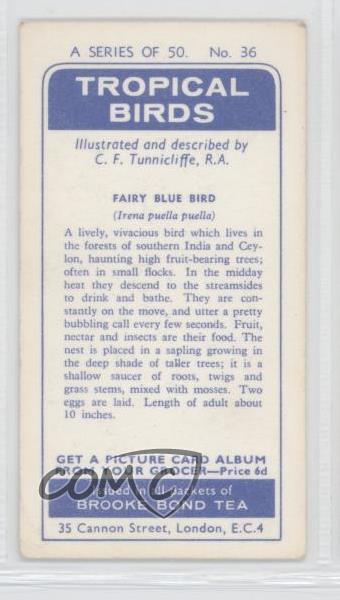 A SERIES OF 50. No. 36
TROPICAL
BIRDS
Illustrated and described by
C. F. Tunnicliffe, R.A.
FAIRY BLUE BIRD
(Irena puella puella)
A lively, vivacious bird which lives in
the forests of southern India and Cey-
lon, haunting high fruit-bearing trees;
often in small flocks. In the midday
heat they descend to the streamsides
to drink and bathe. They are con-
stantly on the move, and utter a pretty
bubbling call every few seconds. Fruit,
nectar and insects are their food. The
nest is placed in a sapling growing in
the deep shade of taller trees; it is a
shallow saucer of roots, twigs and
grass stems, mixed with mosses. Two
eggs are laid. Length of adult about
10 inches.
GET A PICTURE CARD ALBUM
FROM YOUR GROCER—Price 6d
COMC
Issued in all packets of
BROOKE BOND TEA
35 Cannon Street, London, E.C.4